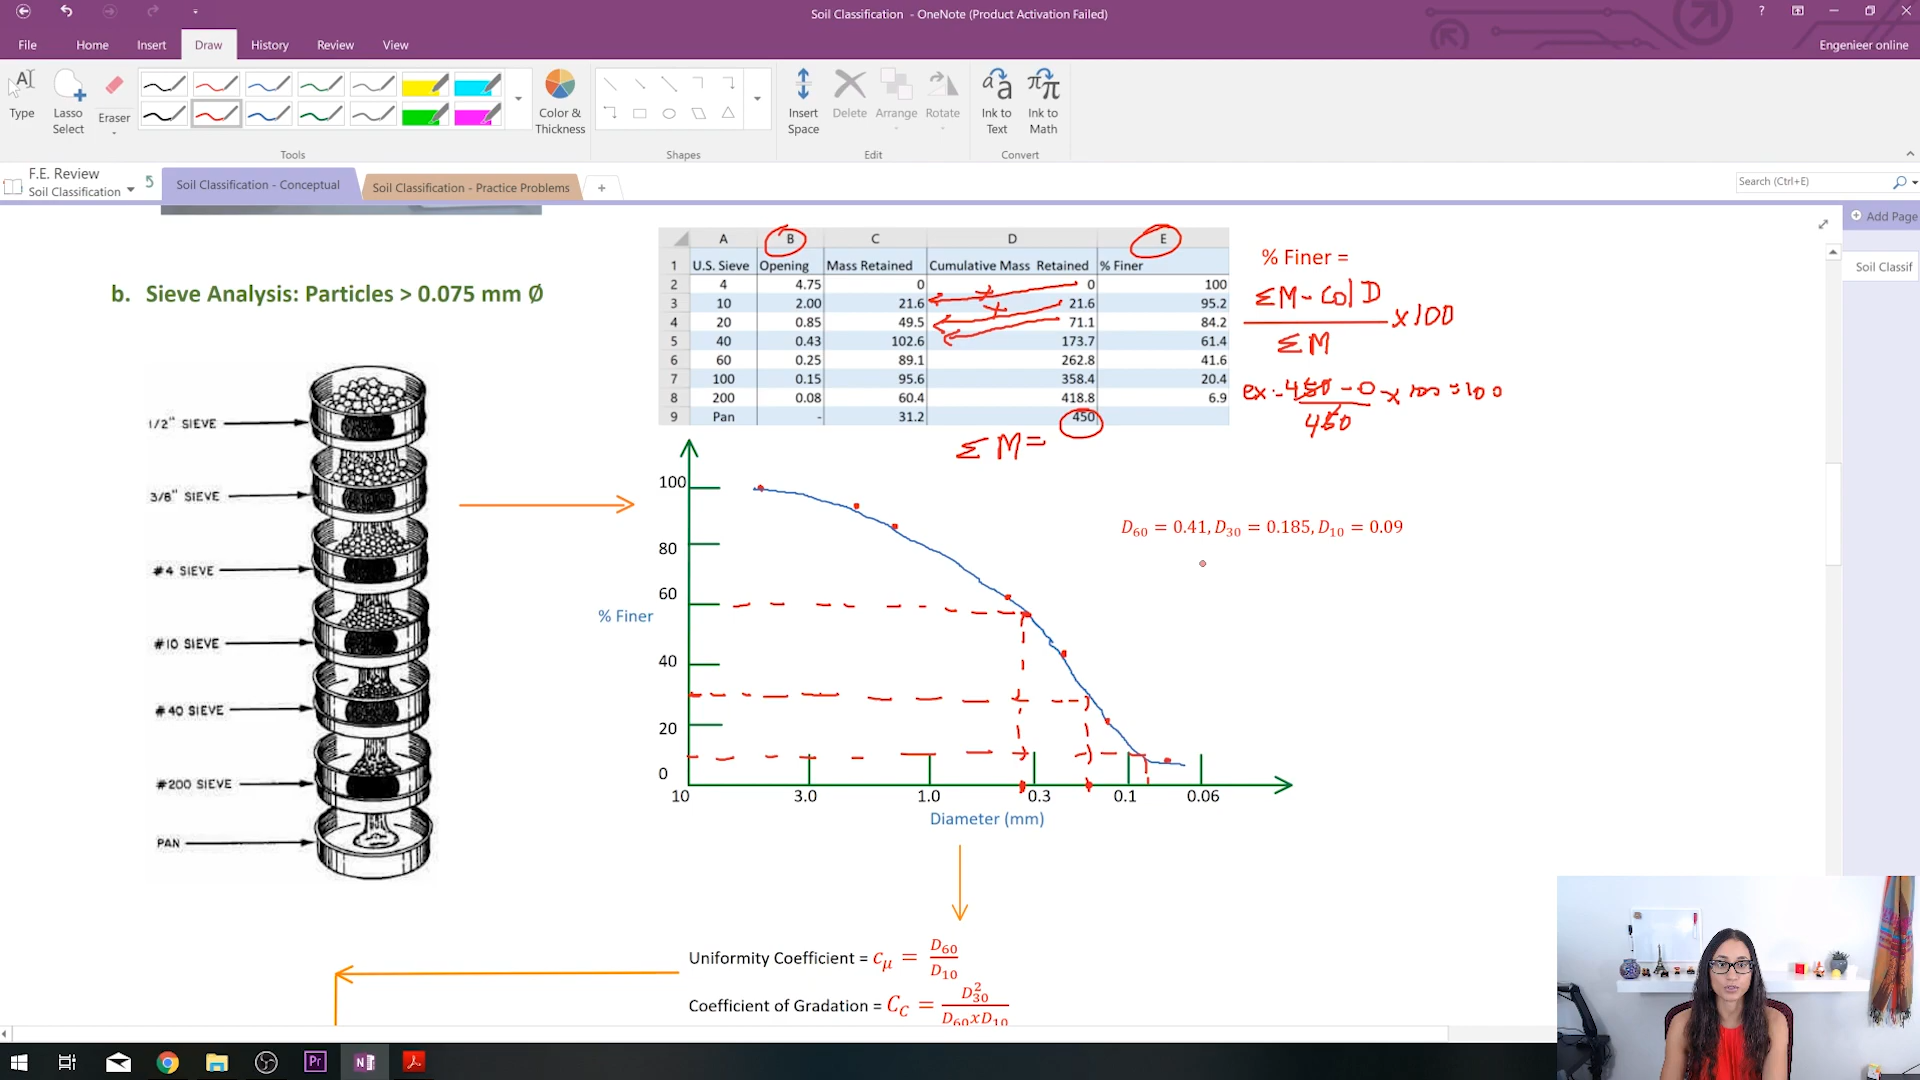 Soil Classification - OneNote (Product Activation Failed)
?
File Home Insert Draw History Review View
Engenieer online
Type
Lasso Select
Eraser
Color & Thickness
Insert Space
Delete
Arrange
Rotate
Ink to Text
Ink to Math
Tools
Shapes
Edit
Convert
F.E. Review
Soil Classification
Soil Classification - Conceptual
Soil Classification - Practice Problems
+
Search (Ctrl+E)
Add Page
Soil Classif
b. Sieve Analysis: Particles > 0.075 mm Ø
A B C D E
1 U.S. Sieve Opening Mass Retained Cumulative Mass Retained % Finer
2 4 4.75 0 0 100
3 10 2.00 21.6 21.6 95.2
4 20 0.85 49.5 71.1 84.2
5 40 0.43 102.6 173.7 61.4
6 60 0.25 89.1 262.8 41.6
7 100 0.15 95.6 358.4 20.4
8 200 0.08 60.4 418.8 6.9
9 Pan - 31.2 450
Σ M =
% Finer =
ΣM - Col D
x100
Σ M
ex:- 450 - 0 x 100 = 100
450
1/2" SIEVE
3/8" SIEVE
#4 SIEVE
#10 SIEVE
#40 SIEVE
#200 SIEVE
PAN
100
80
60
% Finer
40
20
0
10 3.0 1.0 0.3 0.1 0.06
Diameter (mm)
D60 = 0.41, D30 = 0.185, D10 = 0.09
Uniformity Coefficient = Cμ = D60 / D10
Coefficient of Gradation = CC = D30² / D60xD10
Pr
N